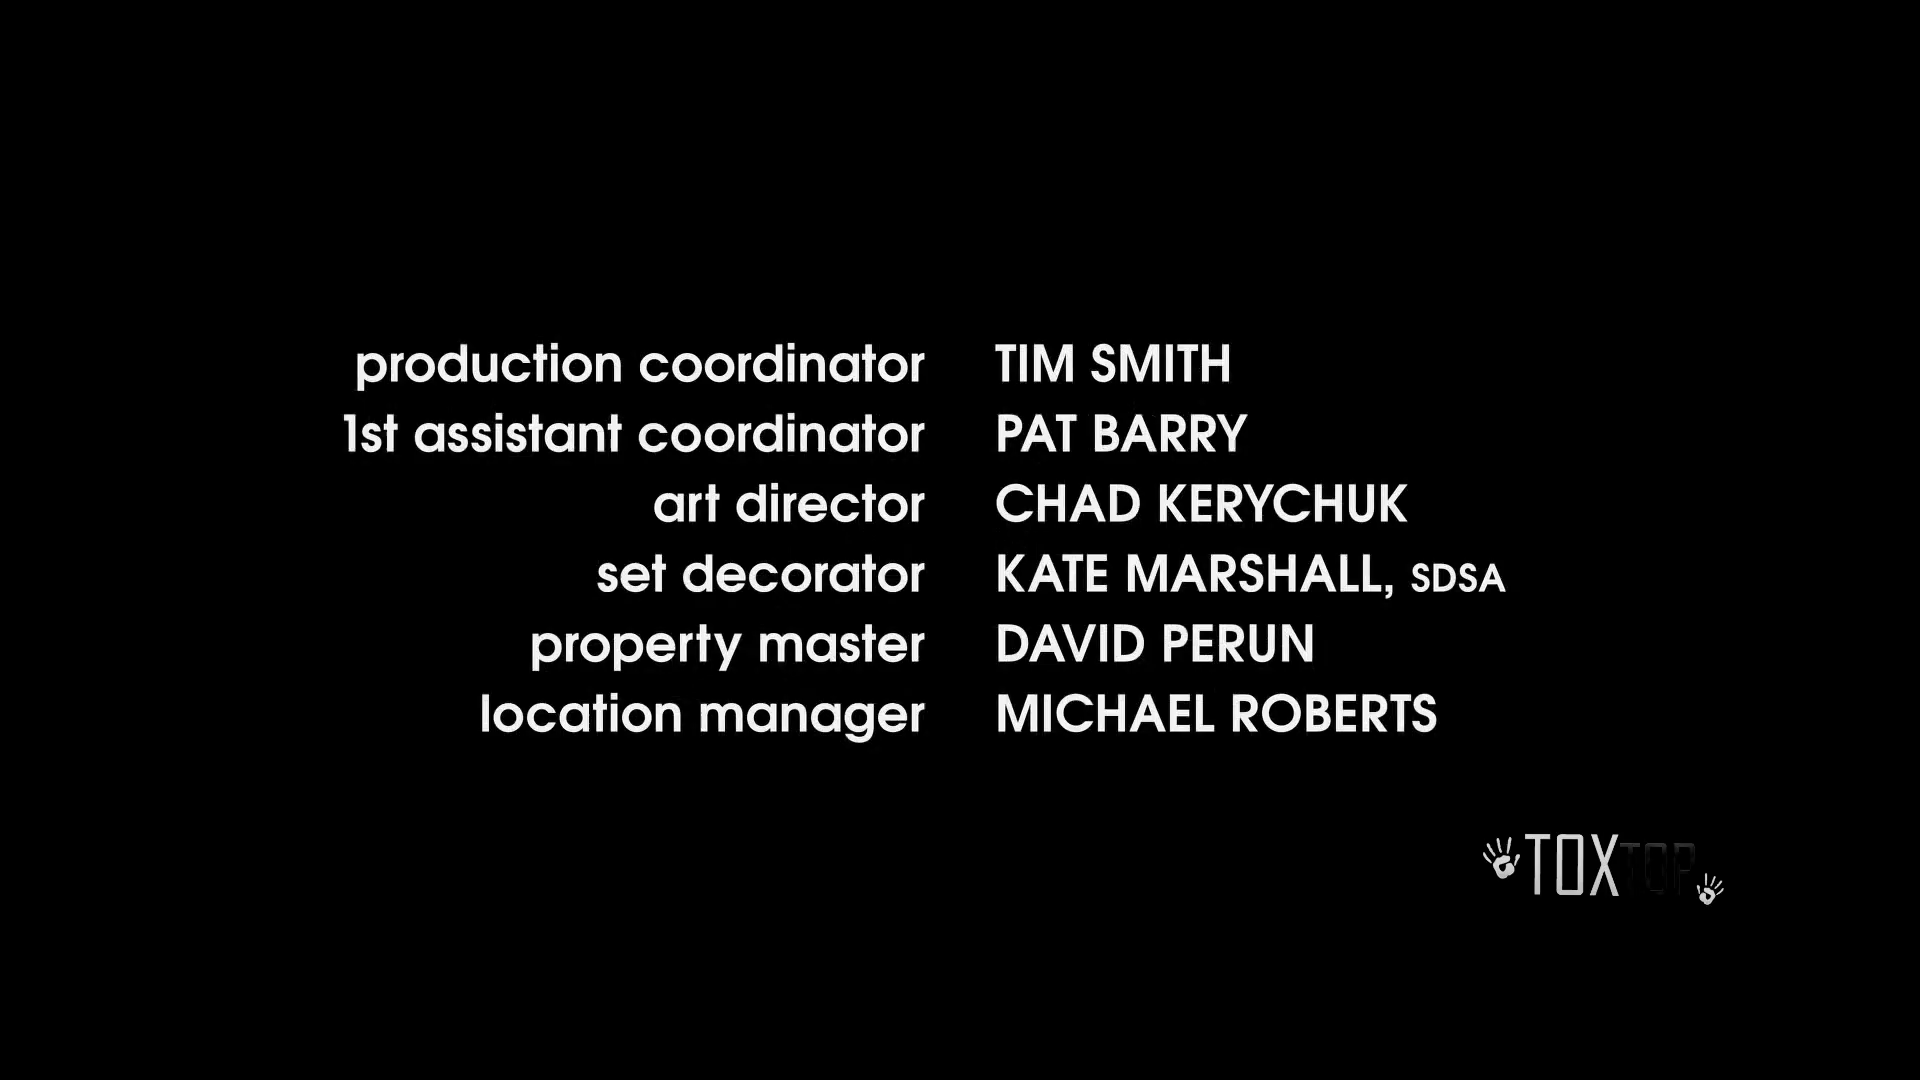 production coordinator TIM SMITH
1st assistant coordinator PAT BARRY
art director CHAD KERYCHUK
set decorator KATE MARSHALL, SDSA
property master DAVID PERUN
location manager MICHAEL ROBERTS
TOXTOP